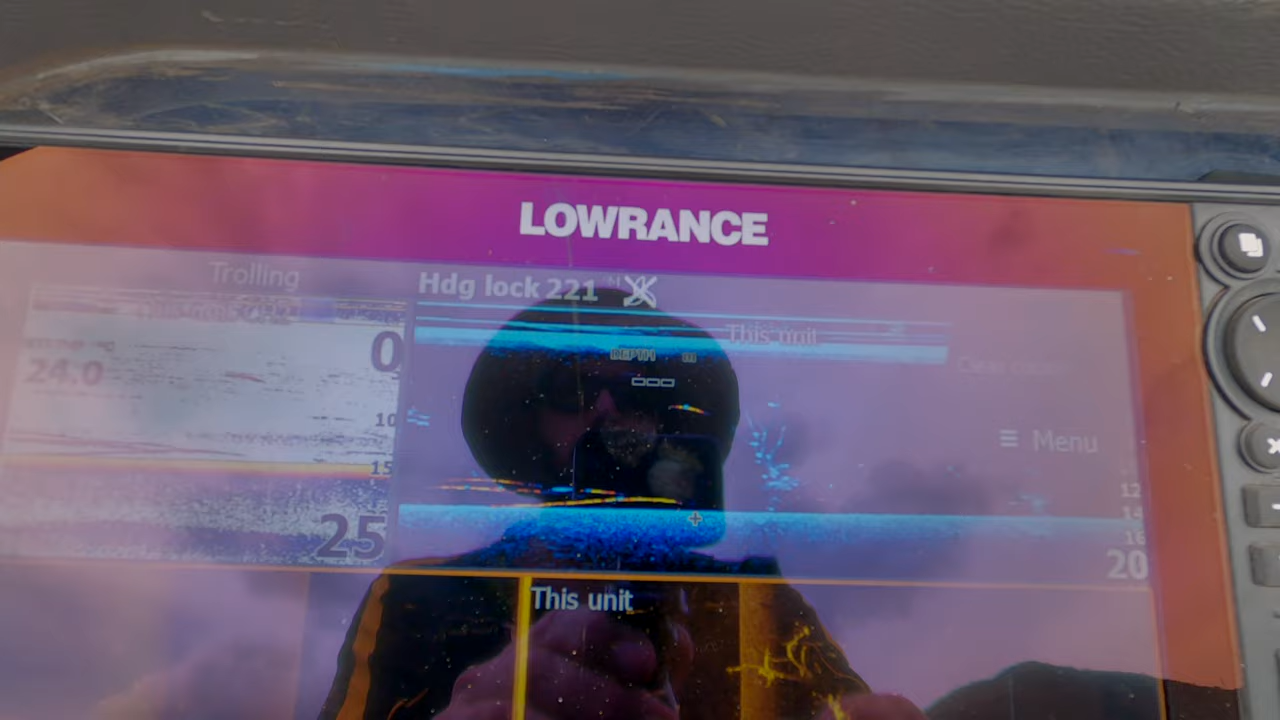 LOWRANCE
Trolling
Hdg lock 221
This unit
DEPTH
0
24.0
Menu
10
15
12
14
16
25
20
This unit